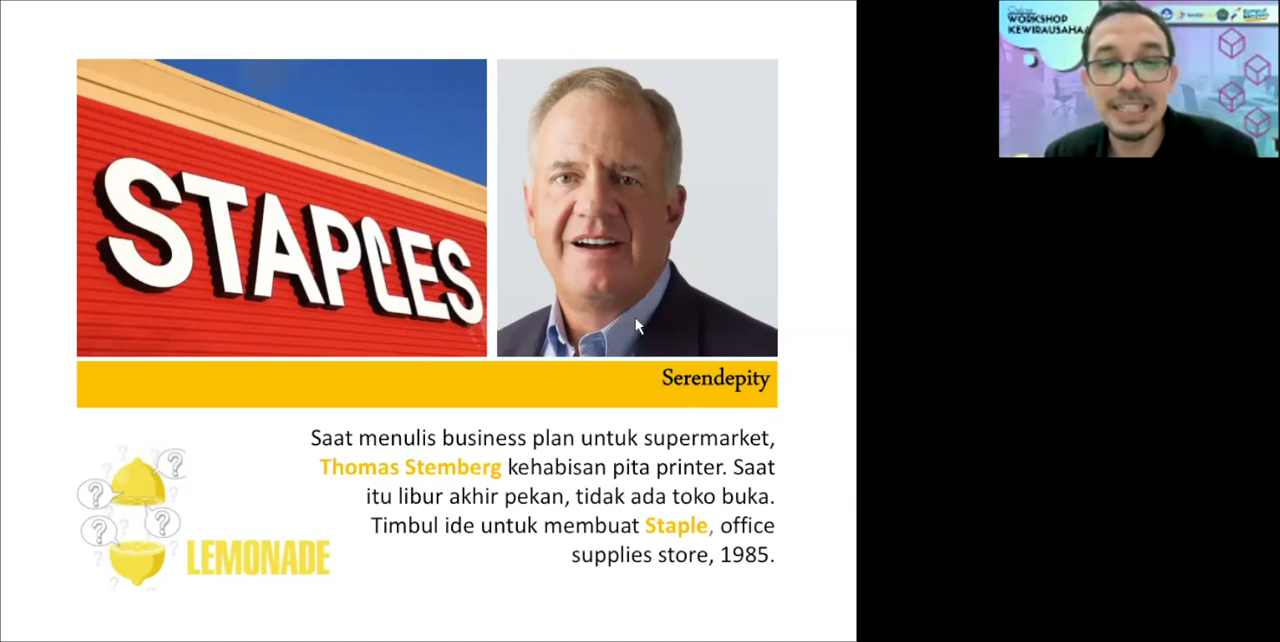 STAPLES
Serendepity
Saat menulis business plan untuk supermarket,
Thomas Stemberg kehabisan pita printer. Saat
itu libur akhir pekan, tidak ada toko buka.
Timbul ide untuk membuat Staple, office
supplies store, 1985.
LEMONADE
? ? ? ?
WORKSHOP
KEWIRAUSAHA